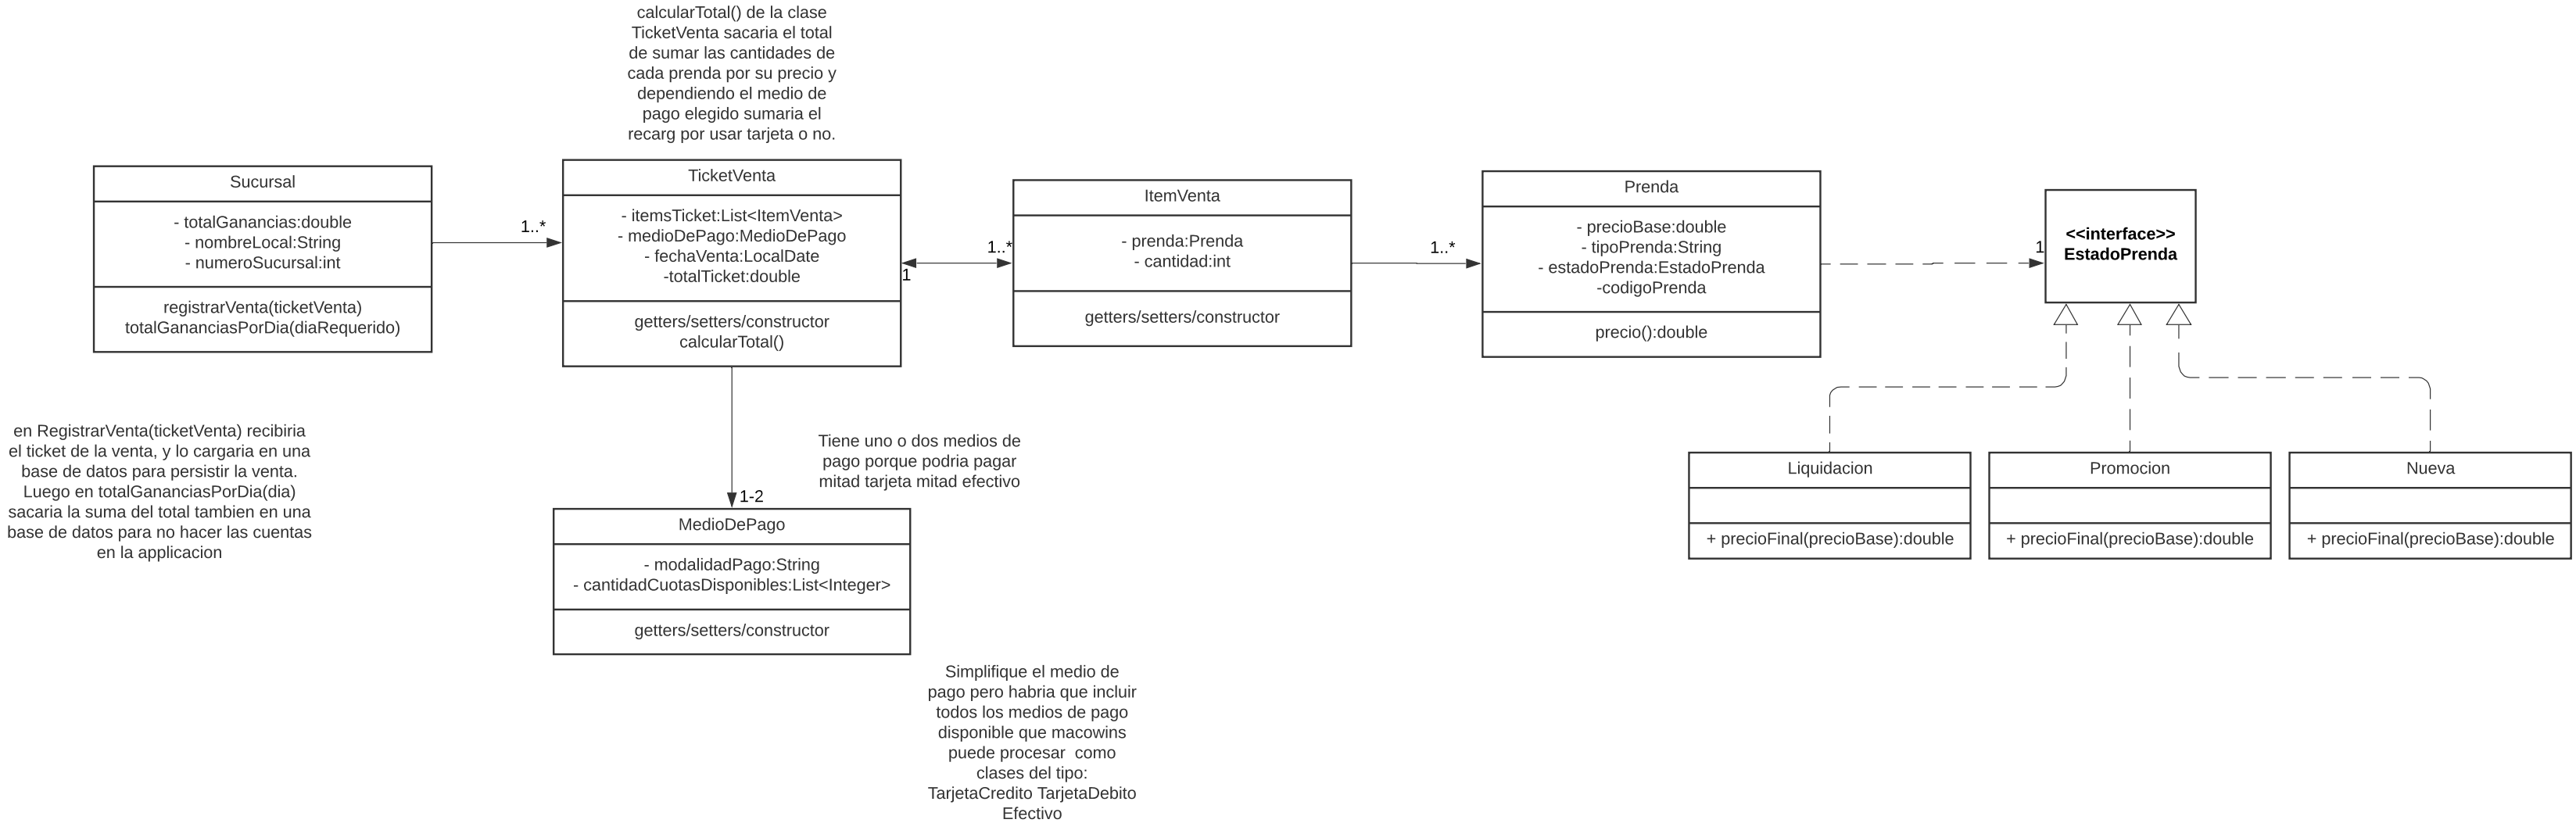 calcularTotal() de la clase
TicketVenta sacaria el total
de sumar las cantidades de
cada prenda por su precio y
dependiendo el medio de
pago elegido sumaria el
recarg por usar tarjeta o no.
Sucursal
- totalGanancias:double
- nombreLocal:String
- numeroSucursal:int
registrarVenta(ticketVenta)
totalGananciasPorDia(diaRequerido)
1..*
TicketVenta
- itemsTicket:List<ItemVenta>
- medioDePago:MedioDePago
- fechaVenta:LocalDate
-totalTicket:double
getters/setters/constructor
calcularTotal()
1
1..*
ItemVenta
- prenda:Prenda
- cantidad:int
getters/setters/constructor
1..*
Prenda
- precioBase:double
- tipoPrenda:String
- estadoPrenda:EstadoPrenda
-codigoPrenda
precio():double
1
<<interface>>
EstadoPrenda
en RegistrarVenta(ticketVenta) recibiria
el ticket de la venta, y lo cargaria en una
base de datos para persistir la venta.
Luego en totalGananciasPorDia(dia)
sacaria la suma del total tambien en una
base de datos para no hacer las cuentas
en la applicacion
Tiene uno o dos medios de
pago porque podria pagar
mitad tarjeta mitad efectivo
1-2
MedioDePago
- modalidadPago:String
- cantidadCuotasDisponibles:List<Integer>
getters/setters/constructor
Liquidacion
+ precioFinal(precioBase):double
Promocion
+ precioFinal(precioBase):double
Nueva
+ precioFinal(precioBase):double
Simplifique el medio de
pago pero habria que incluir
todos los medios de pago
disponible que macowins
puede procesar  como
clases del tipo:
TarjetaCredito TarjetaDebito
Efectivo